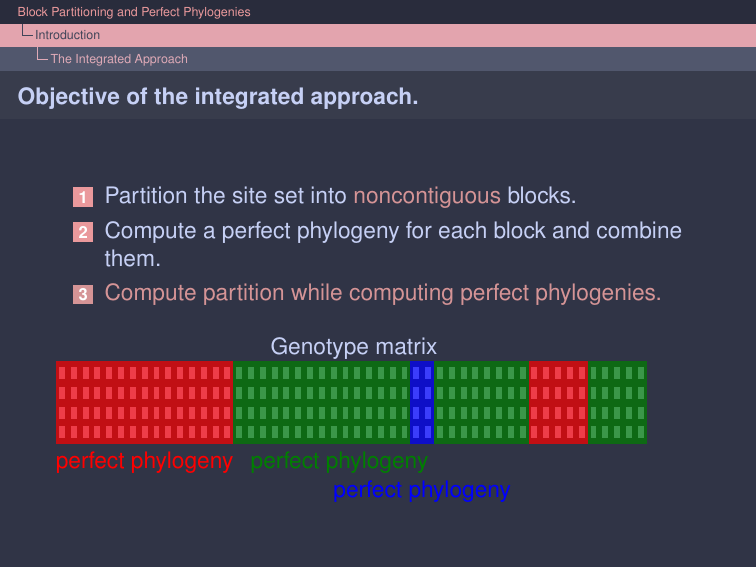 Block Partitioning and Perfect Phylogenies
Introduction
The Integrated Approach
Objective of the integrated approach.
1 Partition the site set into noncontiguous blocks.
2 Compute a perfect phylogeny for each block and combine
them.
3 Compute partition while computing perfect phylogenies.
Genotype matrix
perfect phylogeny perfect phylogeny
perfect phylogeny